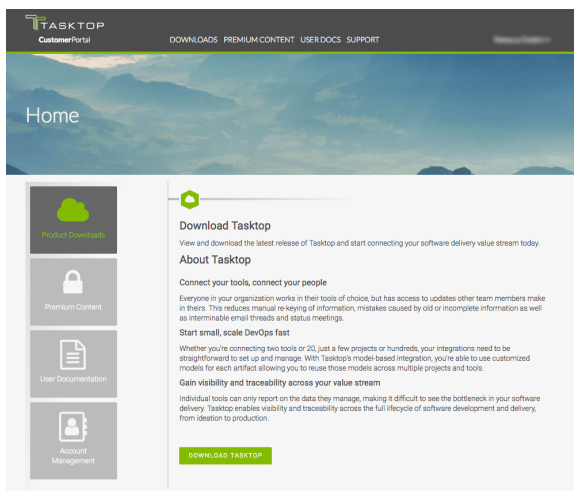 TASKTOP
CustomerPortal
DOWNLOADS PREMIUM CONTENT USER DOCS SUPPORT
Home
Product Downloads
Premium Content
User Documentation
Account
Management
Download Tasktop
View and download the latest release of Tasktop and start connecting your software delivery value stream today.
About Tasktop
Connect your tools, connect your people
Everyone in your organization works in their tools of choice, but has access to updates other team members make
in theirs. This reduces manual re-keying of information, mistakes caused by old or incomplete information as well
as interminable email threads and status meetings.
Start small, scale DevOps fast
Whether you're connecting two tools or 20, just a few projects or hundreds, your integrations need to be
straightforward to set up and manage. With Tasktop's model-based integration, you're able to use customized
models for each artifact allowing you to reuse those models across multiple projects and tools.
Gain visibility and traceability across your value stream
Individual tools can only report on the data they manage, making it difficult to see the bottleneck in your software
delivery. Tasktop enables visibility and traceability across the full lifecycle of software development and delivery,
from ideation to production.
DOWNLOAD TASKTOP